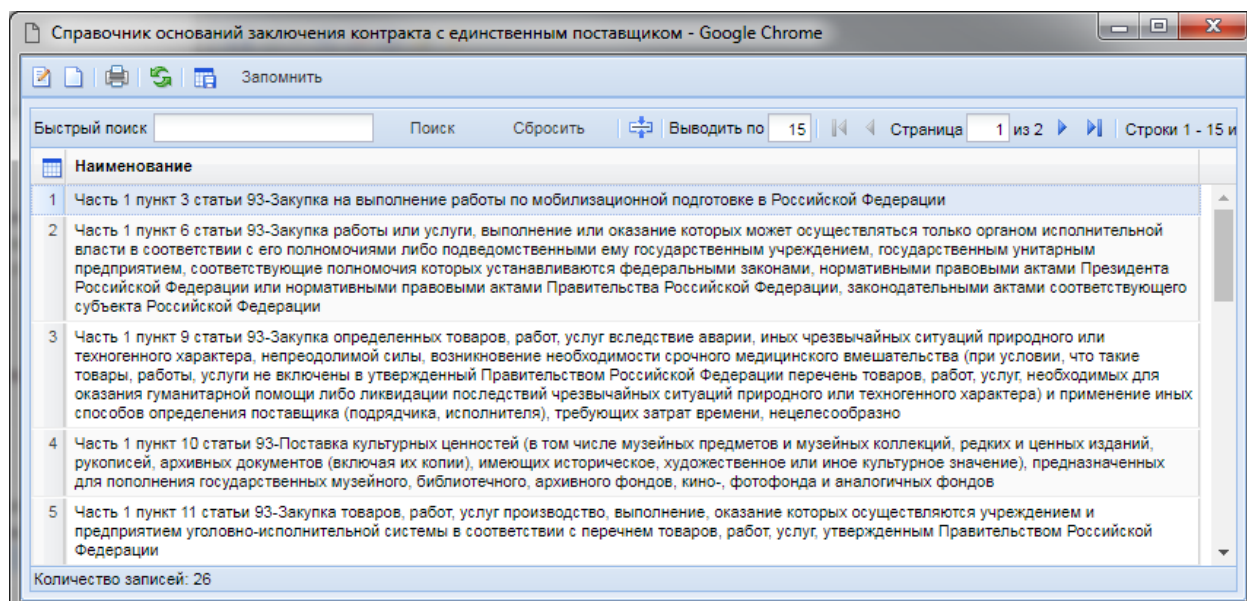 Справочник оснований заключения контракта с единственным поставщиком - Google Chrome
Запомнить
Быстрый поиск Поиск Сбросить Выводить по 15 Страница 1 из 2 Строки 1 - 15 и
Наименование
1 Часть 1 пункт 3 статьи 93-Закупка на выполнение работы по мобилизационной подготовке в Российской Федерации
2 Часть 1 пункт 6 статьи 93-Закупка работы или услуги, выполнение или оказание которых может осуществляться только органом исполнительной
власти в соответствии с его полномочиями либо подведомственными ему государственным учреждением, государственным унитарным
предприятием, соответствующие полномочия которых устанавливаются федеральными законами, нормативными правовыми актами Президента
Российской Федерации или нормативными правовыми актами Правительства Российской Федерации, законодательными актами соответствующего
субъекта Российской Федерации
3 Часть 1 пункт 9 статьи 93-Закупка определенных товаров, работ, услуг вследствие аварии, иных чрезвычайных ситуаций природного или
техногенного характера, непреодолимой силы, возникновение необходимости срочного медицинского вмешательства (при условии, что такие
товары, работы, услуги не включены в утвержденный Правительством Российской Федерации перечень товаров, работ, услуг, необходимых для
оказания гуманитарной помощи либо ликвидации последствий чрезвычайных ситуаций природного или техногенного характера) и применение иных
способов определения поставщика (подрядчика, исполнителя), требующих затрат времени, нецелесообразно
4 Часть 1 пункт 10 статьи 93-Поставка культурных ценностей (в том числе музейных предметов и музейных коллекций, редких и ценных изданий,
рукописей, архивных документов (включая их копии), имеющих историческое, художественное или иное культурное значение), предназначенных
для пополнения государственных музейного, библиотечного, архивного фондов, кино-, фотофонда и аналогичных фондов
5 Часть 1 пункт 11 статьи 93-Закупка товаров, работ, услуг производство, выполнение, оказание которых осуществляются учреждением и
предприятием уголовно-исполнительной системы в соответствии с перечнем товаров, работ, услуг, утвержденным Правительством Российской
Федерации
Количество записей: 26